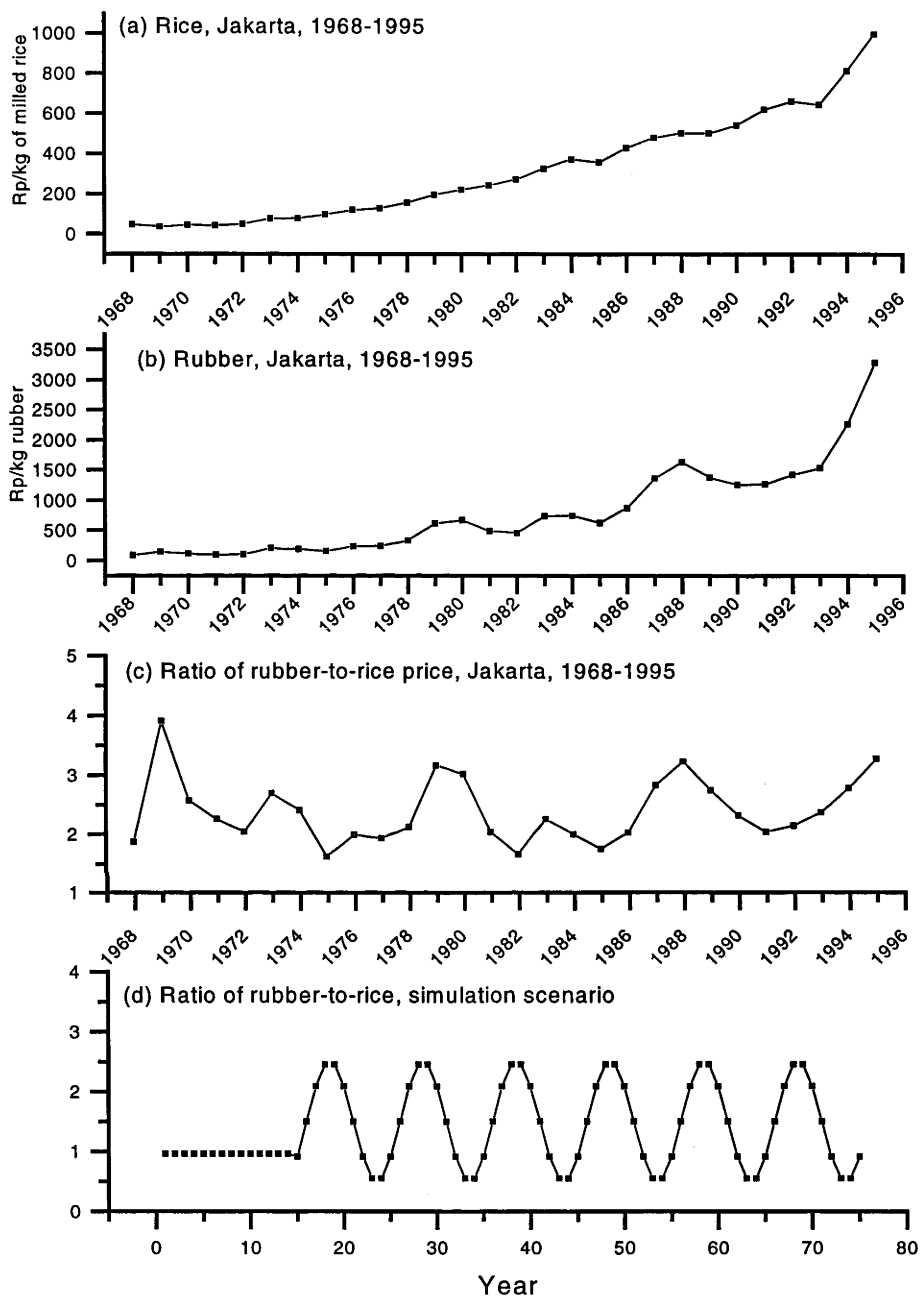 (a) Rice, Jakarta, 1968-1995
Rp/kg of milled rice
1000
800
600
400
200
0
1968 1970 1972 1974 1976 1978 1980 1982 1984 1986 1988 1990 1992 1994 1996
(b) Rubber, Jakarta, 1968-1995
Rp/kg rubber
3500
3000
2500
2000
1500
1000
500
0
1968 1970 1972 1974 1976 1978 1980 1982 1984 1986 1988 1990 1992 1994 1996
(c) Ratio of rubber-to-rice price, Jakarta, 1968-1995
5
4
3
2
1
1968 1970 1972 1974 1976 1978 1980 1982 1984 1986 1988 1990 1992 1994 1996
(d) Ratio of rubber-to-rice, simulation scenario
4
3
2
1
0
0 10 20 30 40 50 60 70 80
Year